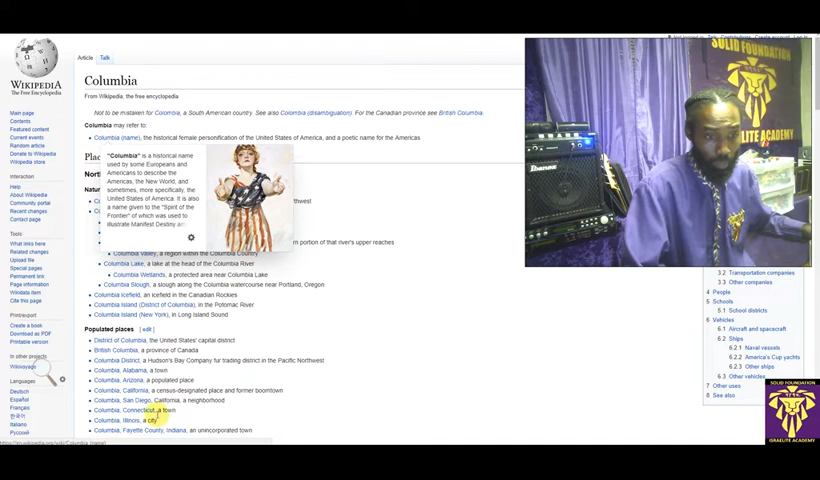 WIKIPEDIA
The Free Encyclopedia
Main page
Contents
Featured content
Current events
Random article
Donate to Wikipedia
Wikipedia store
Interaction
Help
About Wikipedia
Community portal
Recent changes
Contact page
Tools
What links here
Related changes
Upload file
Special pages
Permanent link
Page information
Wikidata item
Cite this page
Print/export
Create a book
Download as PDF
Printable version
In other projects
Wikivoyage
Languages
Deutsch
Español
Français
한국어
Italiano
Русский
Article Talk
Columbia
From Wikipedia, the free encyclopedia
Not to be mistaken for Colombia, a South American country. See also Colombia (disambiguation). For the Canadian province see British Columbia.
Columbia may refer to:
Columbia (name), the historical female personification of the United States of America, and a poetic name for the Americas
"Columbia" is a historical name
used by some Europeans and
Americans to describe the
Americas, the New World, and
sometimes, more specifically, the
United States of America. It is also
a name given to the "Spirit of the
Frontier" of which was used to
illustrate Manifest Destiny
portion of that river's upper reaches
Columbia Valley, a region within the Columbia Country
Columbia Lake, a lake at the head of the Columbia River
Columbia Wetlands, a protected area near Columbia Lake
Columbia Slough, a slough along the Columbia watercourse near Portland, Oregon
Columbia Icefield, an icefield in the Canadian Rockies
Columbia Island (District of Columbia), in the Potomac River
Columbia Island (New York), in Long Island Sound
Populated places [edit]
District of Columbia, the United States' capital district
British Columbia, a province of Canada
Columbia District, a Hudson's Bay Company fur trading district in the Pacific Northwest
Columbia, Alabama, a town
Columbia, Arizona, a populated place
Columbia, California, a census-designated place and former boomtown
Columbia, San Diego, California, a neighborhood
Columbia, Connecticut, a town
Columbia, Illinois, a city
Columbia, Fayette County, Indiana, an unincorporated town
3.2 Transportation companies
3.3 Other companies
4 People
5 Schools
5.1 School districts
6 Vehicles
6.1 Aircraft and spacecraft
6.2 Ships
6.2.1 Naval vessels
6.2.2 America's Cup yachts
6.2.3 Other ships
6.3 Other vehicles
7 Other uses
8 See also
SOLID FOUNDATION
ISRAELITE ACADEMY
Ibanez
SOLID FOUNDATION
ISRAELITE ACADEMY